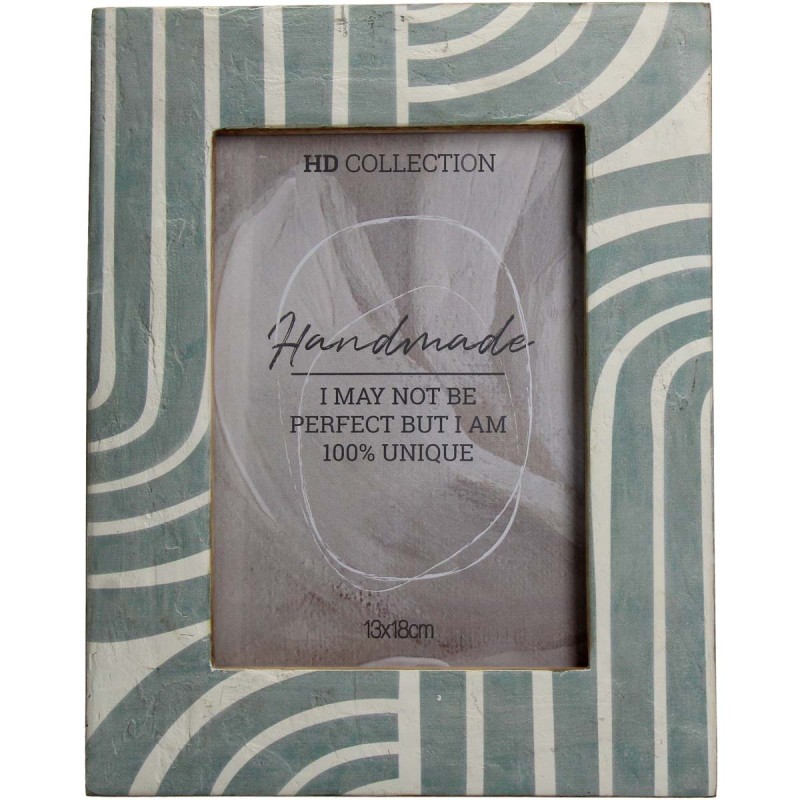 HD COLLECTION
Handmade
I MAY NOT BE
PERFECT BUT I AM
100% UNIQUE
13x18cm